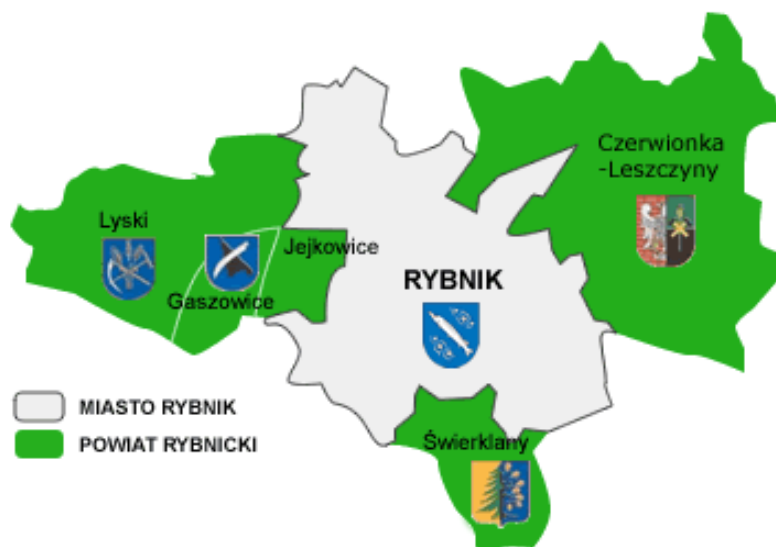 Czerwionka
-Leszczyny
Lyski
Jejkowice
Gaszowice
RYBNIK
MIASTO RYBNIK
POWIAT RYBNICKI
Świerklany